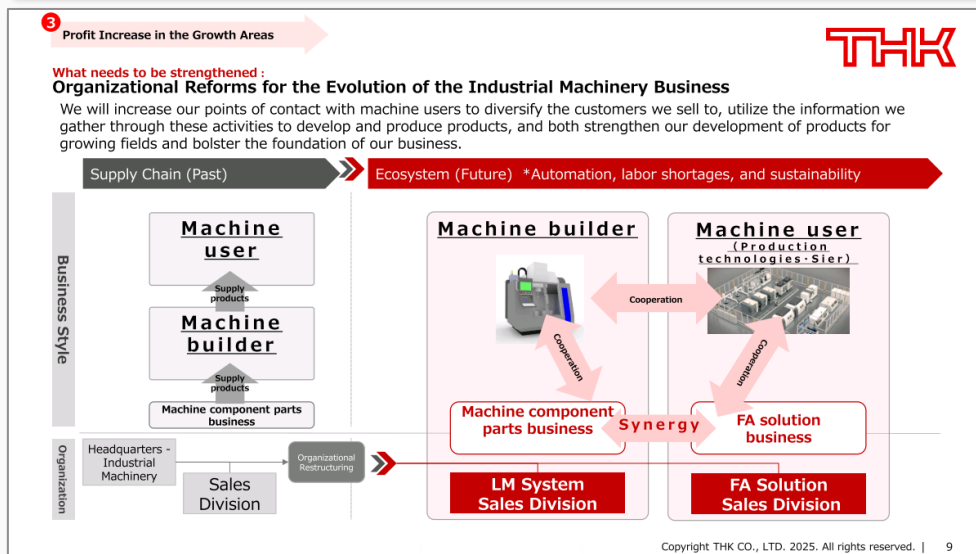 3
Profit Increase in the Growth Areas
THK
What needs to be strengthened :
Organizational Reforms for the Evolution of the Industrial Machinery Business
We will increase our points of contact with machine users to diversify the customers we sell to, utilize the information we
gather through these activities to develop and produce products, and both strengthen our development of products for
growing fields and bolster the foundation of our business.
Supply Chain (Past)
Ecosystem (Future) *Automation, labor shortages, and sustainability
Business Style
Machine
user
Supply
products
Machine
builder
Supply
products
Machine component parts
business
Machine builder
Machine user
(Production
technologies·Sier)
Cooperation
Cooperation
Cooperation
Machine component
parts business
Synergy
FA solution
business
Organization
Headquarters -
Industrial
Machinery
Sales
Division
Organizational
Restructuring
LM System
Sales Division
FA Solution
Sales Division
Copyright THK CO., LTD. 2025. All rights reserved. | 9